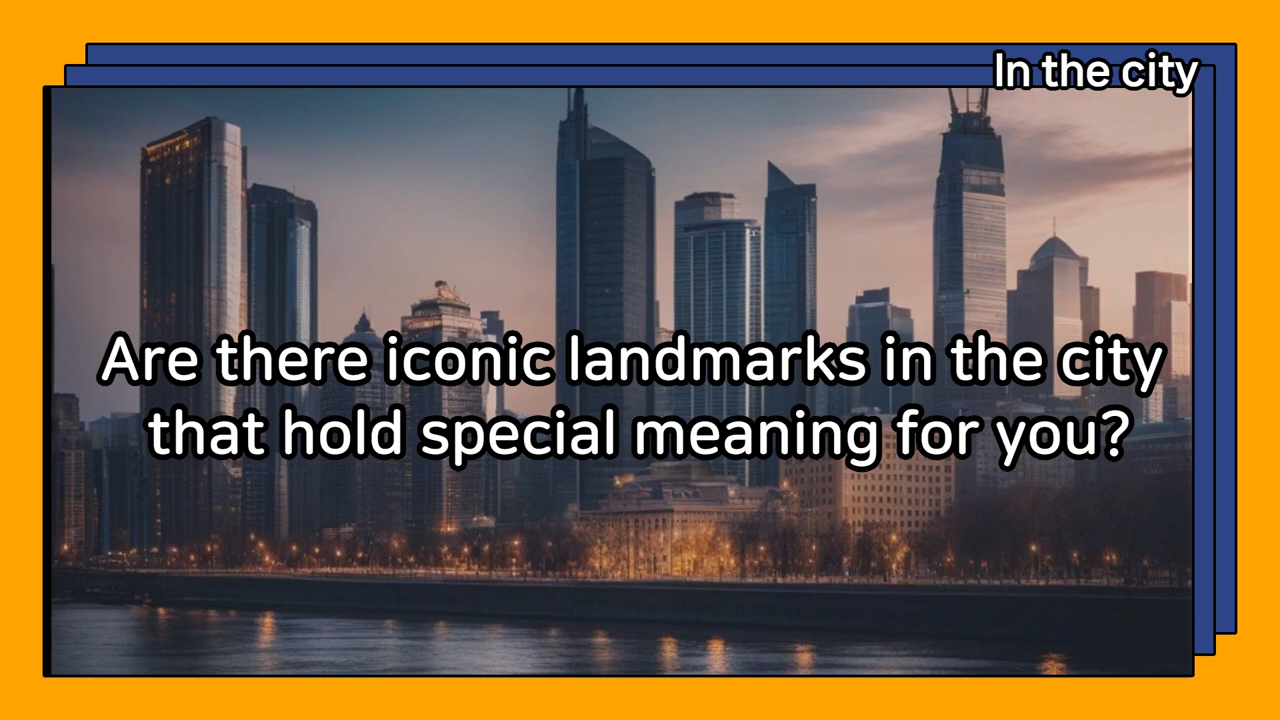 In the city
Are there iconic landmarks in the city
that hold special meaning for you?